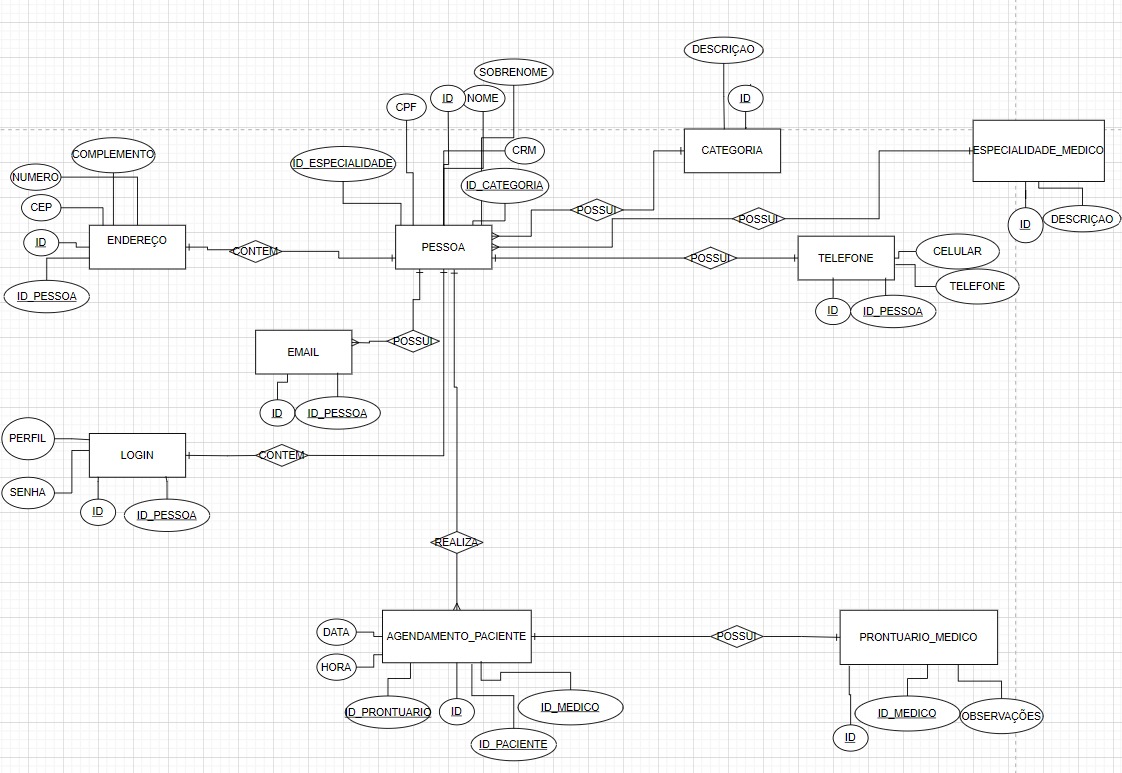 DESCRIÇAO
SOBRENOME
ID
NOME
ID
CPF
CRM
CATEGORIA
ESPECIALIDADE_MEDICO
COMPLEMENTO
ID_ESPECIALIDADE
NUMERO
ID_CATEGORIA
CEP
POSSUI
POSSUI
ID
DESCRIÇAO
ENDEREÇO
ID
CONTEM
PESSOA
POSSUI
TELEFONE
CELULAR
TELEFONE
ID_PESSOA
ID
ID_PESSOA
POSSUI
EMAIL
ID
ID_PESSOA
PERFIL
LOGIN
CONTEM
SENHA
ID
ID_PESSOA
REALIZA
DATA
AGENDAMENTO_PACIENTE
POSSUI
PRONTUARIO_MEDICO
HORA
ID_PRONTUARIO
ID
ID_MEDICO
ID_MEDICO
OBSERVAÇÕES
ID_PACIENTE
ID